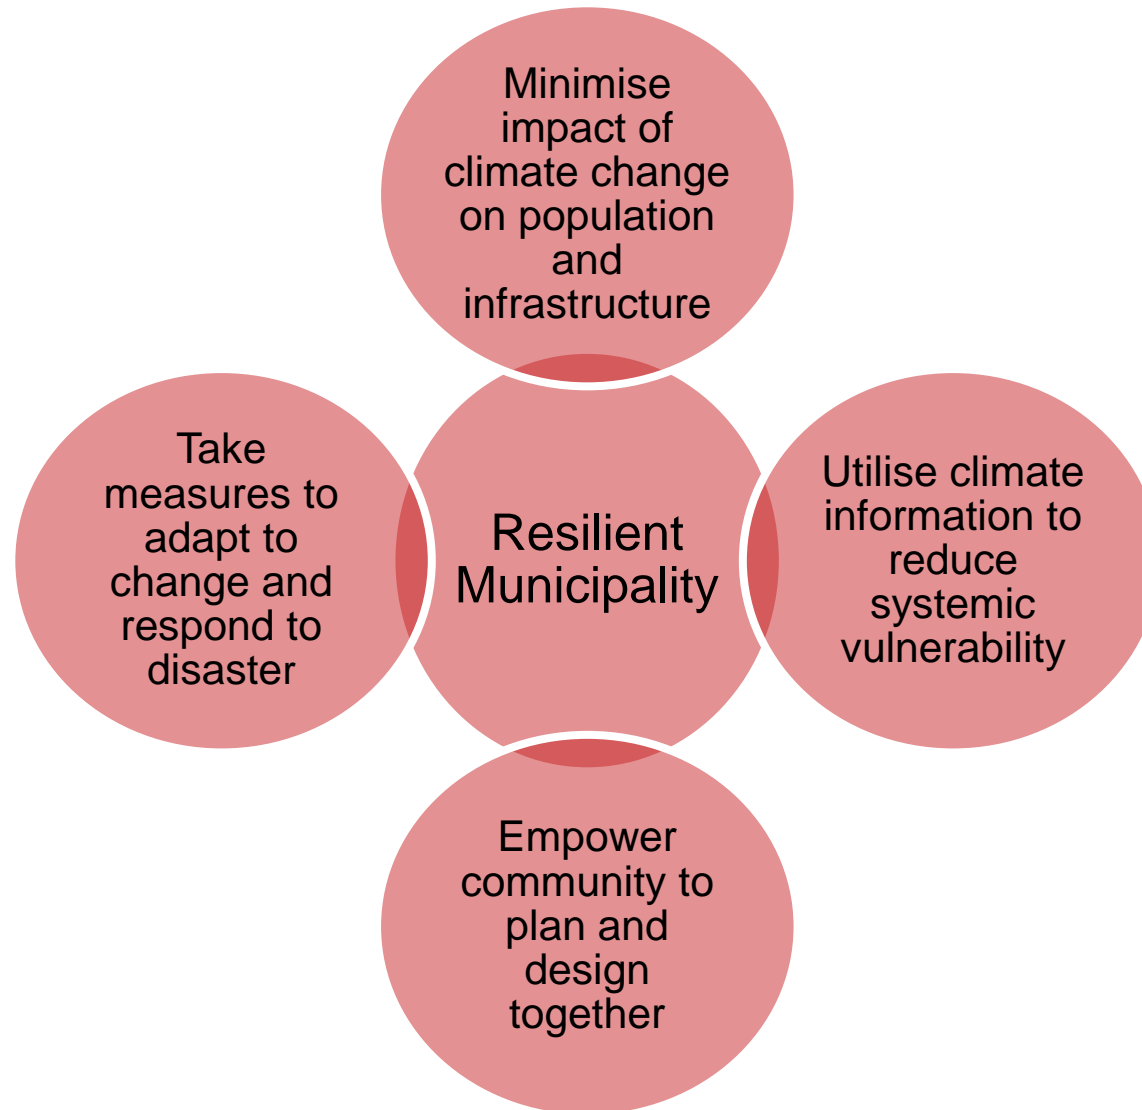 Minimise
impact of
climate change
on population
and
infrastructure
Take
measures to
adapt to
change and
respond to
disaster
Resilient
Municipality
Utilise climate
information to
reduce
systemic
vulnerability
Empower
community to
plan and
design
together